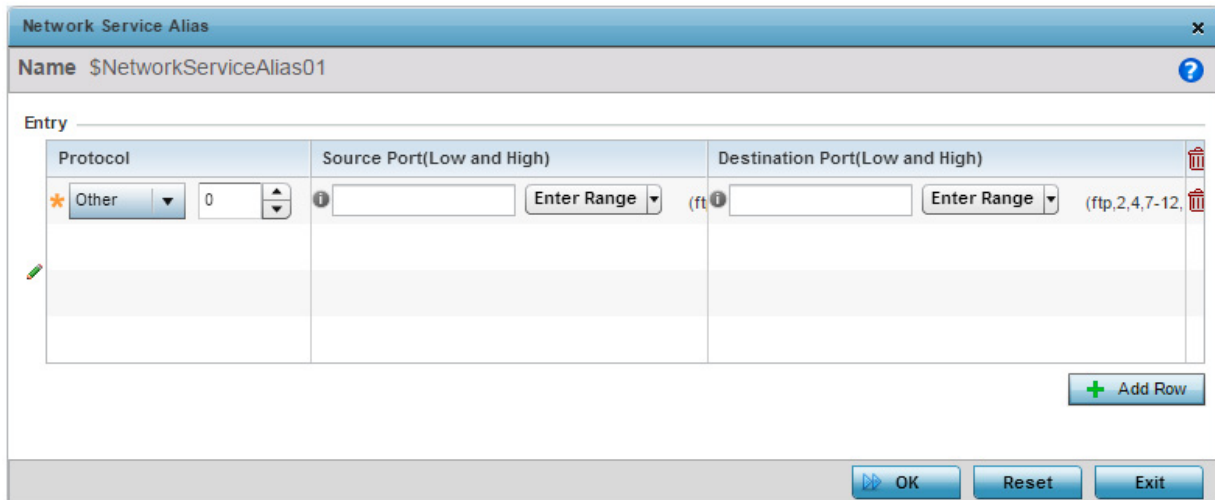 Network Service Alias
Name $NetworkServiceAlias01
Entry
Protocol Source Port(Low and High) Destination Port(Low and High)
Other 0 Enter Range (ft Enter Range (ftp,2,4,7-12,
Add Row
OK Reset Exit